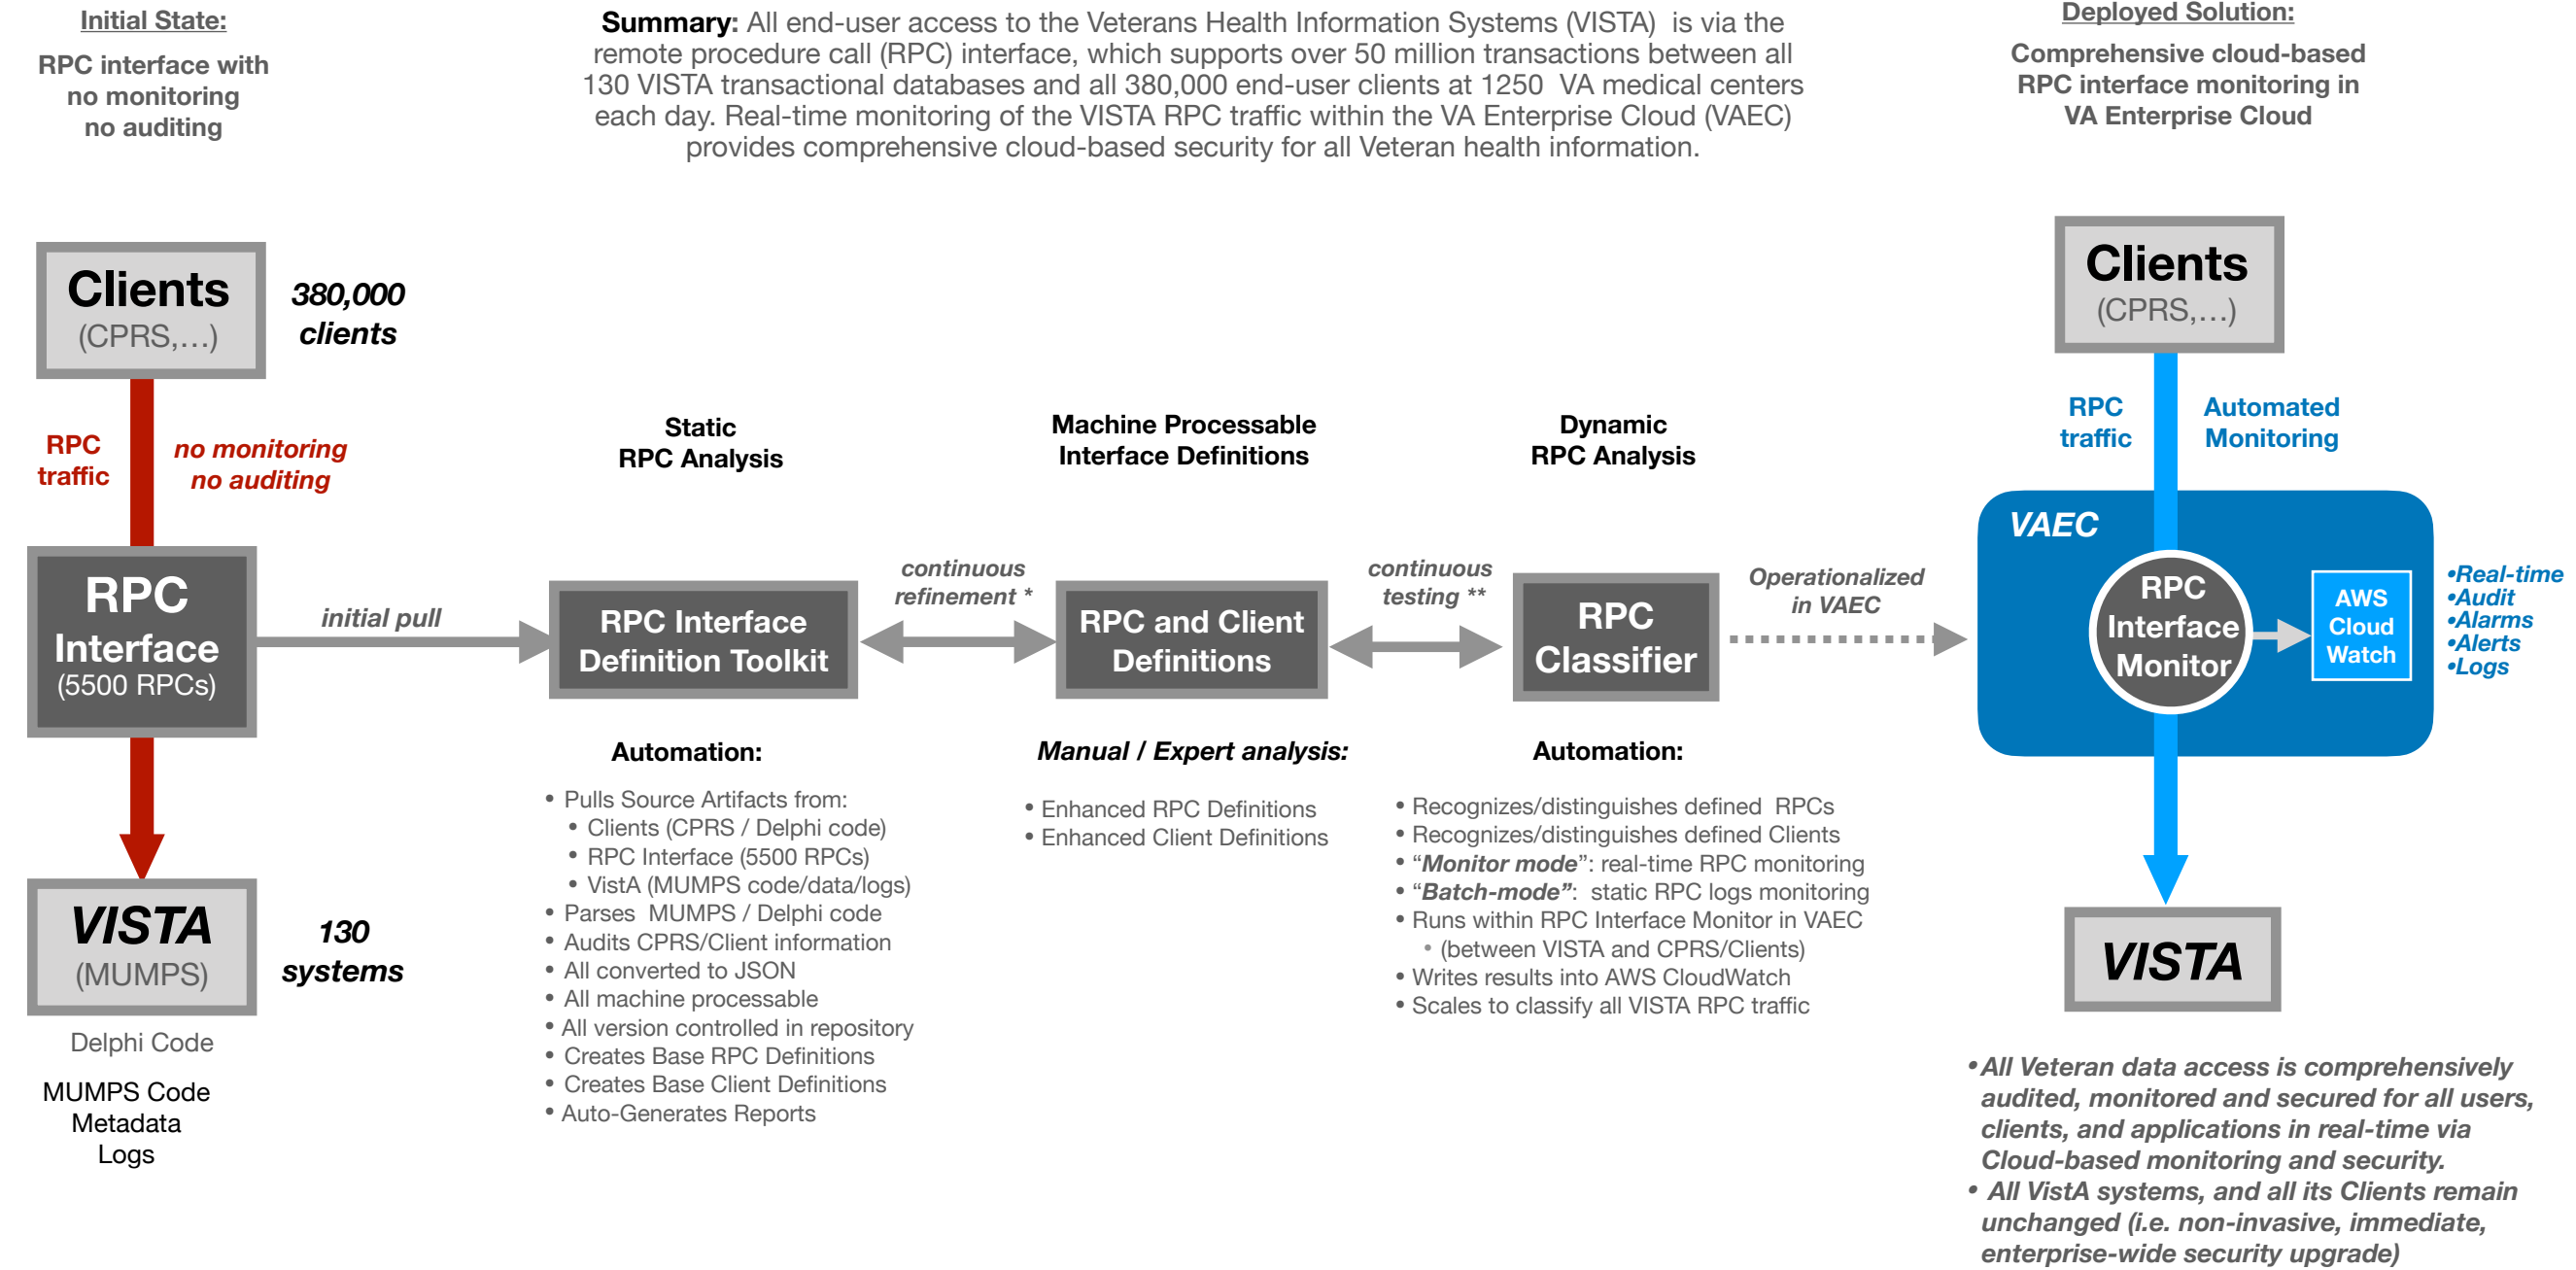 Initial State:
RPC interface with
no monitoring
no auditing
Summary: All end-user access to the Veterans Health Information Systems (VISTA) is via the
remote procedure call (RPC) interface, which supports over 50 million transactions between all
130 VISTA transactional databases and all 380,000 end-user clients at 1250 VA medical centers
each day. Real-time monitoring of the VISTA RPC traffic within the VA Enterprise Cloud (VAEC)
provides comprehensive cloud-based security for all Veteran health information.
Deployed Solution:
Comprehensive cloud-based
RPC interface monitoring in
VA Enterprise Cloud
Clients
(CPRS,…)
380,000
clients
RPC
traffic
no monitoring
no auditing
RPC
Interface
(5500 RPCs)
initial pull
VISTA
(MUMPS)
130
systems
Delphi Code
MUMPS Code
Metadata
Logs
Static
RPC Analysis
RPC Interface
Definition Toolkit
Automation:
• Pulls Source Artifacts from:
• Clients (CPRS / Delphi code)
• RPC Interface (5500 RPCs)
• VistA (MUMPS code/data/logs)
• Parses MUMPS / Delphi code
• Audits CPRS/Client information
• All converted to JSON
• All machine processable
• All version controlled in repository
• Creates Base RPC Definitions
• Creates Base Client Definitions
• Auto-Generates Reports
continuous
refinement *
Machine Processable
Interface Definitions
RPC and Client
Definitions
Manual / Expert analysis:
• Enhanced RPC Definitions
• Enhanced Client Definitions
continuous
testing **
Dynamic
RPC Analysis
RPC
Classifier
Automation:
• Recognizes/distinguishes defined RPCs
• Recognizes/distinguishes defined Clients
• “Monitor mode”: real-time RPC monitoring
• “Batch-mode”: static RPC logs monitoring
• Runs within RPC Interface Monitor in VAEC
• (between VISTA and CPRS/Clients)
• Writes results into AWS CloudWatch
• Scales to classify all VISTA RPC traffic
Operationalized
in VAEC
Clients
(CPRS,…)
RPC
traffic
Automated
Monitoring
VAEC
RPC
Interface
Monitor
AWS
Cloud
Watch
•Real-time
•Audit
•Alarms
•Alerts
•Logs
VISTA
•All Veteran data access is comprehensively
audited, monitored and secured for all users,
clients, and applications in real-time via
Cloud-based monitoring and security.
• All VistA systems, and all its Clients remain
unchanged (i.e. non-invasive, immediate,
enterprise-wide security upgrade)